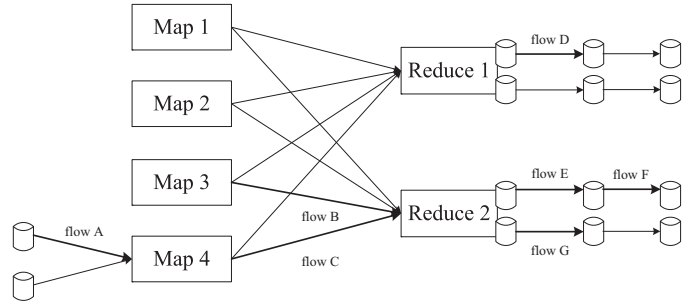 Map 1
Map 2
Map 3
Map 4
Reduce 1
Reduce 2
flow A
flow B
flow C
flow D
flow E
flow F
flow G